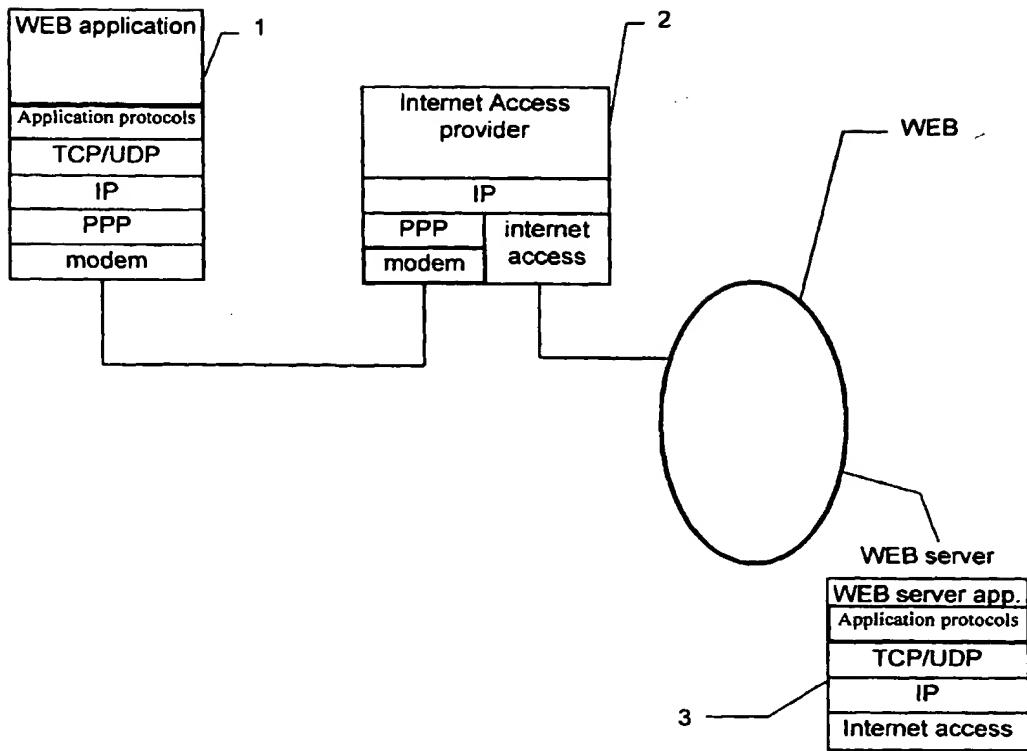 WEB application
Application protocols
TCP/UDP
IP
PPP
modem
1
Internet Access
provider
IP
PPP
modem
internet
access
2
WEB
WEB server
WEB server app.
Application protocols
TCP/UDP
IP
Internet access
3